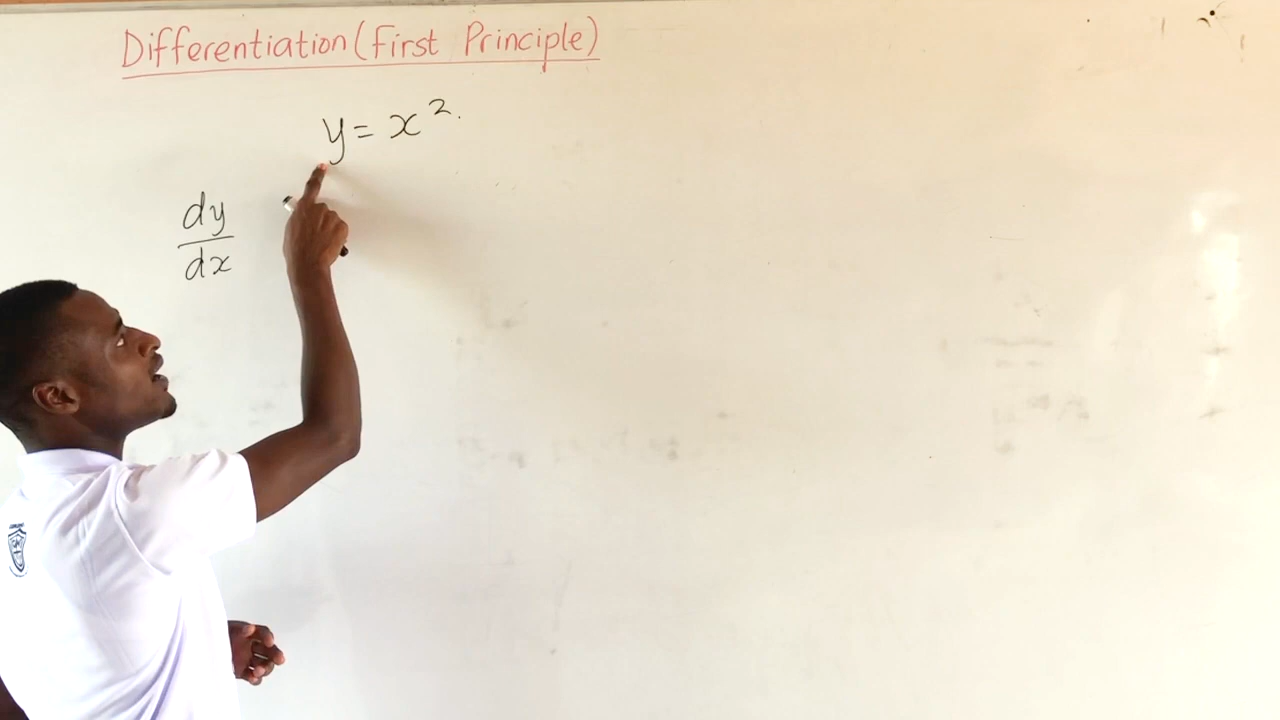 Differentiation (First Principle)
y = x².
dy
dx